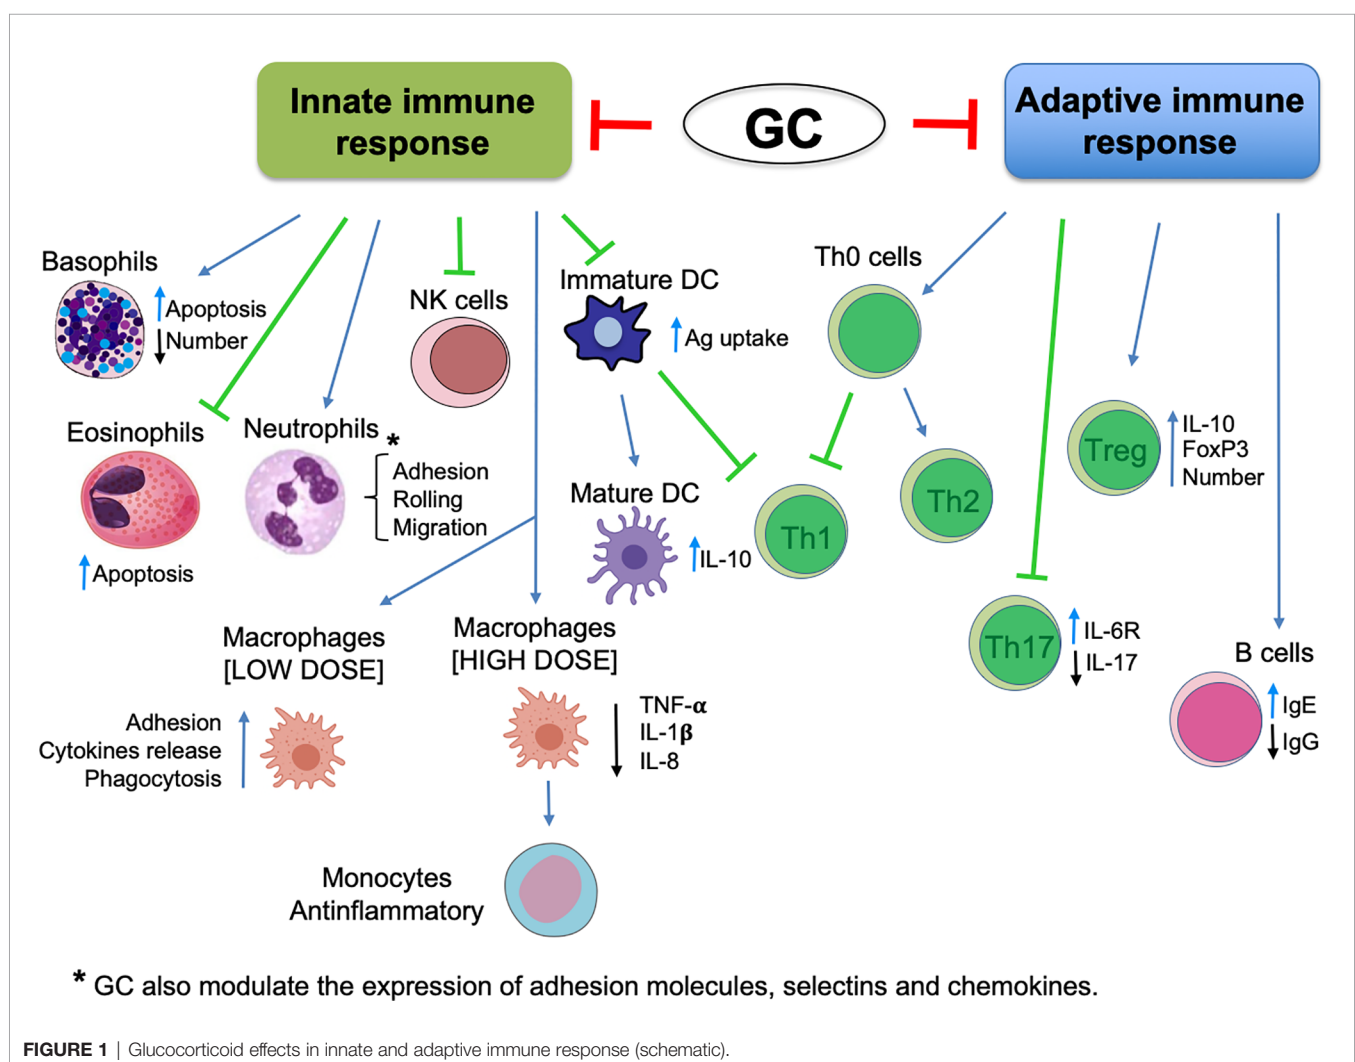 Innate immune
response
GC
Adaptive immune
response
Basophils
Apoptosis
Number
NK cells
Immature DC
Ag uptake
Th0 cells
Eosinophils
Apoptosis
Neutrophils *
Adhesion
Rolling
Migration
Mature DC
IL-10
Th1
Th2
Treg
IL-10
FoxP3
Number
Th17
IL-6R
IL-17
B cells
IgE
IgG
Macrophages
[LOW DOSE]
Adhesion
Cytokines release
Phagocytosis
Macrophages
[HIGH DOSE]
TNF-α
IL-1β
IL-8
Monocytes
Antinflammatory
* GC also modulate the expression of adhesion molecules, selectins and chemokines.
FIGURE 1 | Glucocorticoid effects in innate and adaptive immune response (schematic).